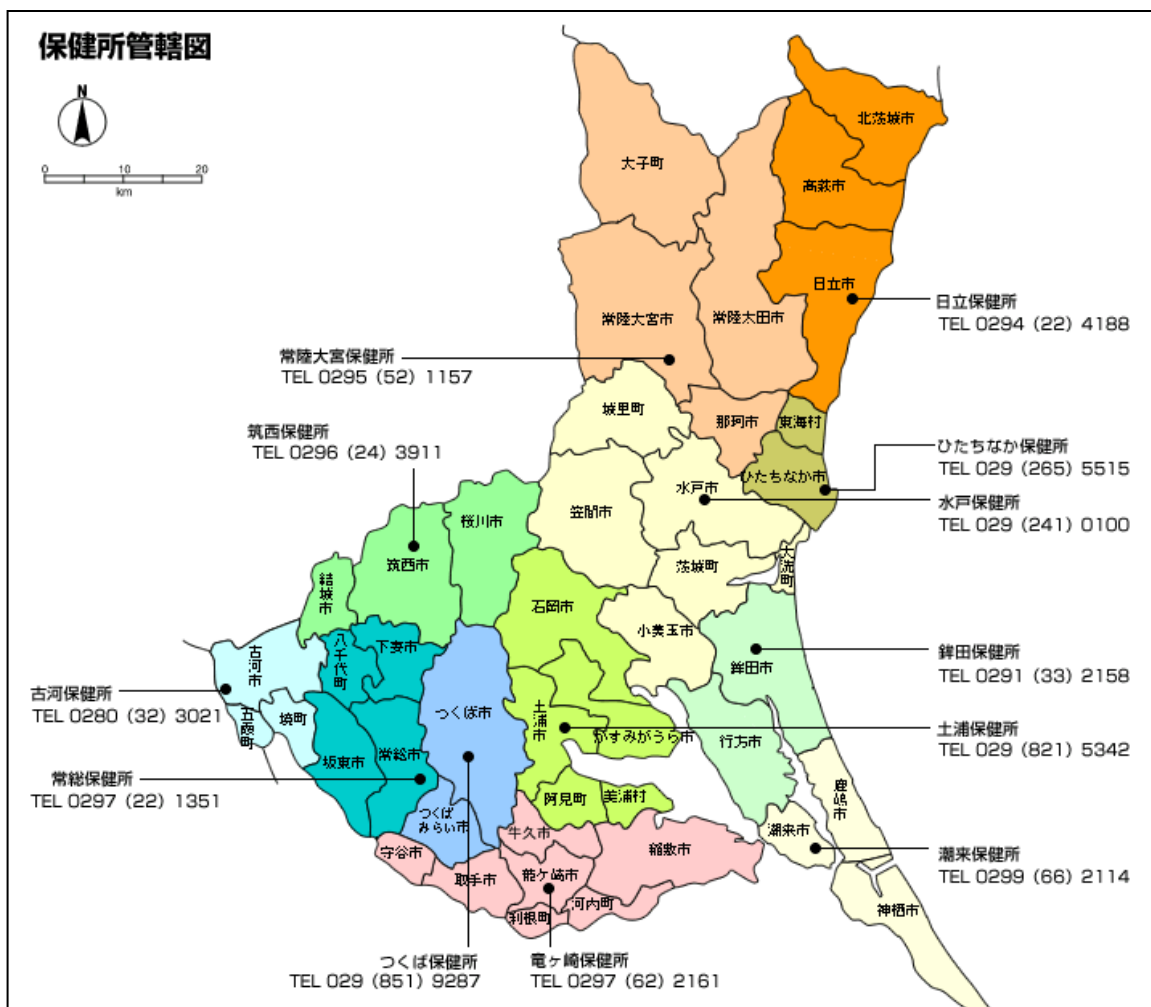 保健所管轄図
N
0 10 20
km
北茨城市
大子町
高萩市
日立市
常陸大宮市
常陸太田市
日立保健所
TEL 0294（22）4188
常陸大宮保健所
TEL 0295（52）1157
城里町
那珂市
東海村
筑西保健所
TEL 0296（24）3911
ひたちなか保健所
TEL 029（265）5515
ひたちなか市
水戸市
水戸保健所
TEL 029（241）0100
笠間市
桜川市
筑西市
茨城町
大洗町
結城市
石岡市
小美玉市
下妻市
八千代町
古河市
鉾田市
鉾田保健所
TEL 0291（33）2158
古河保健所
TEL 0280（32）3021
五霞町
境町
つくば市
土浦市
かすみがうら市
行方市
土浦保健所
TEL 029（821）5342
坂東市
常総市
常総保健所
TEL 0297（22）1351
阿見町
美浦村
鹿嶋市
つくば
みらい市
牛久市
潮来市
守谷市
稲敷市
潮来保健所
TEL 0299（66）2114
取手市
龍ケ崎市
河内町
利根町
神栖市
つくば保健所
TEL 029（851）9287
竜ヶ崎保健所
TEL 0297（62）2161